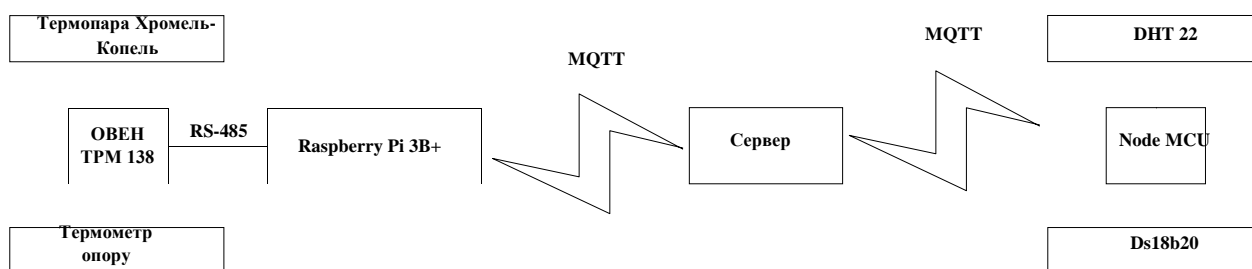 Термопара Хромель-
Копель
MQTT
MQTT
DHT 22
ОВЕН
ТРМ 138
RS-485
Raspberry Pi 3B+
Сервер
Node MCU
Термометр
опору
Ds18b20